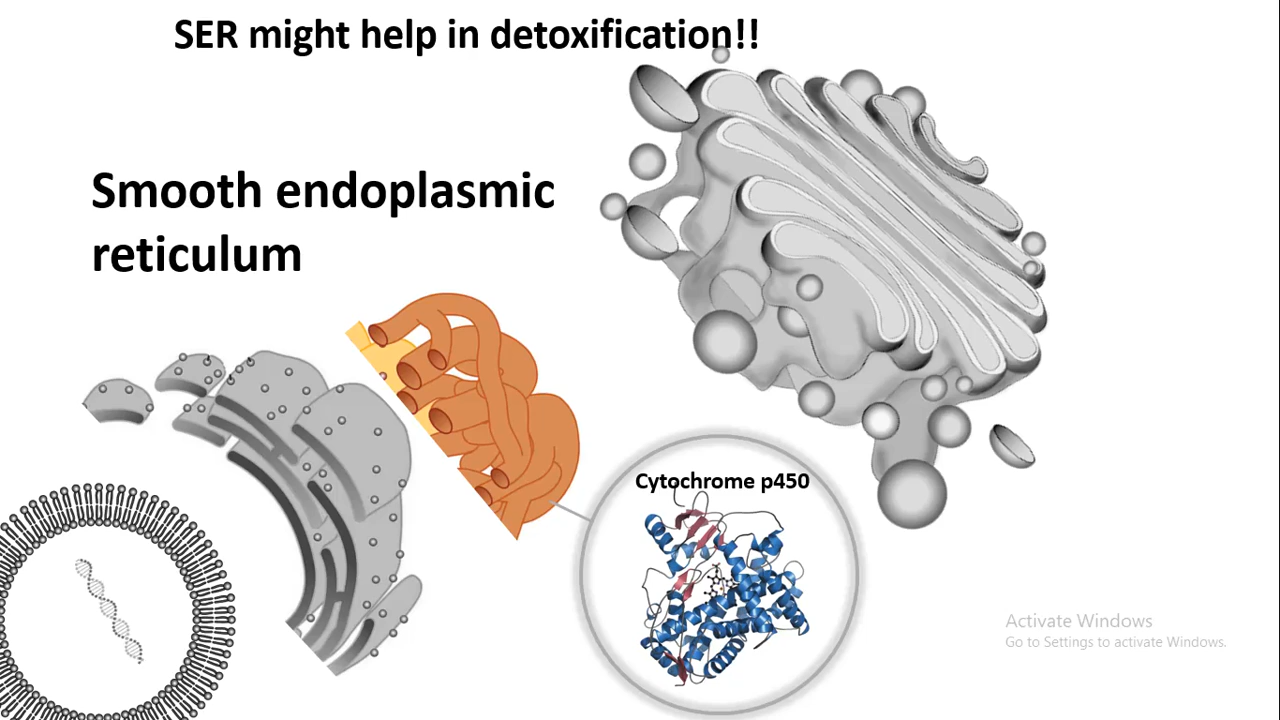 SER might help in detoxification!!
Smooth endoplasmic
reticulum
Cytochrome p450
Activate Windows
Go to Settings to activate Windows.